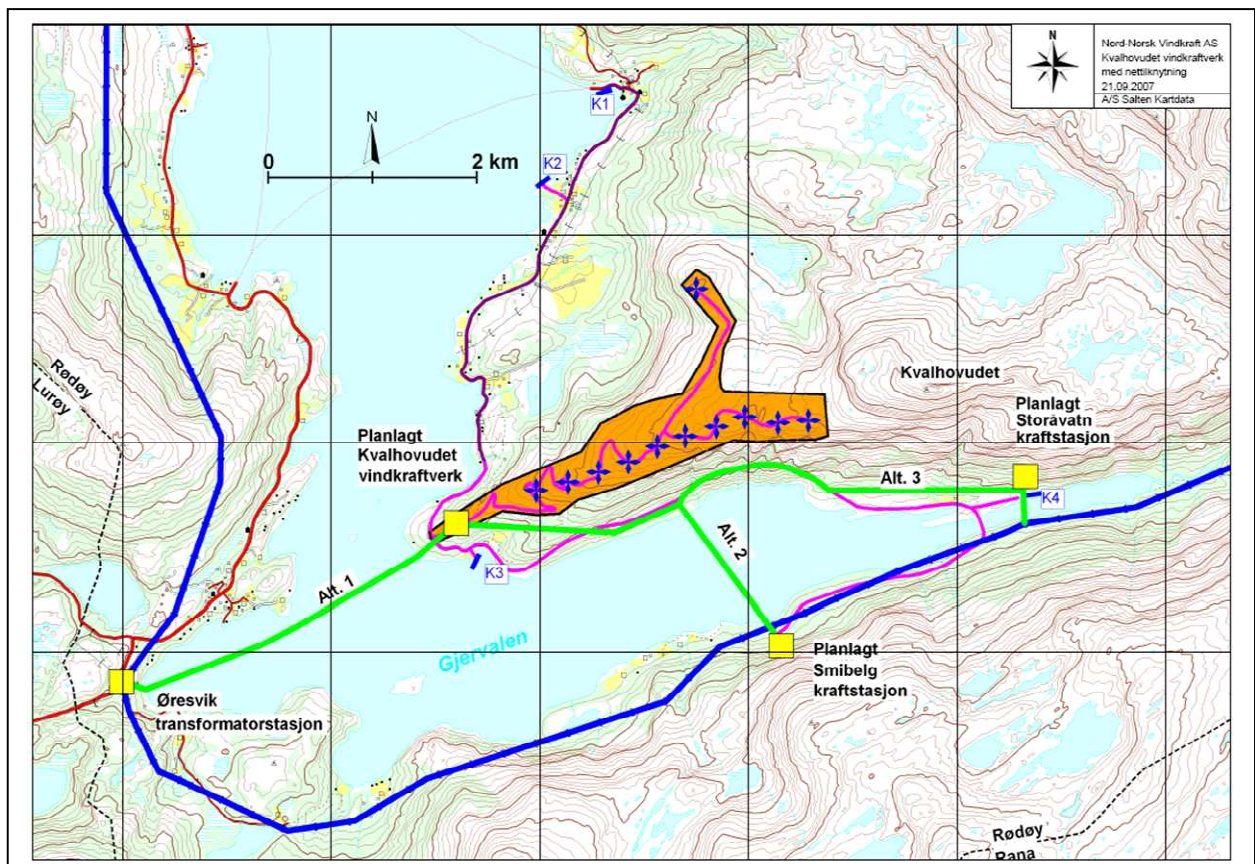 N
Nord-Norsk Vindkraft AS
Kvalhovudet vindkraftverk
med nettilknytning
21.09.2007
A/S Salten Kartdata
K1
N
0 2 km
K2
Rødøy
Lurøy
Kvalhovudet
Planlagt
Storåvatn
kraftstasjon
Planlagt
Kvalhovudet
vindkraftverk
Alt. 3
K4
Alt. 2
K3
Alt. 1
Gjervalen
Planlagt
Smibelg
kraftstasjon
Øresvik
transformatorstasjon
Rødøy
Rana